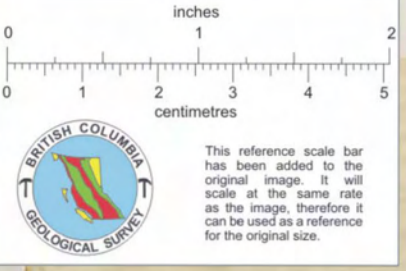 inches
0 1 2
0 1 2 3 4 5
centimetres
BRITISH COLUMBIA
GEOLOGICAL SURVEY
This reference scale bar
has been added to the
original image. It will
scale at the same rate
as the image, therefore it
can be used as a reference
for the original size.